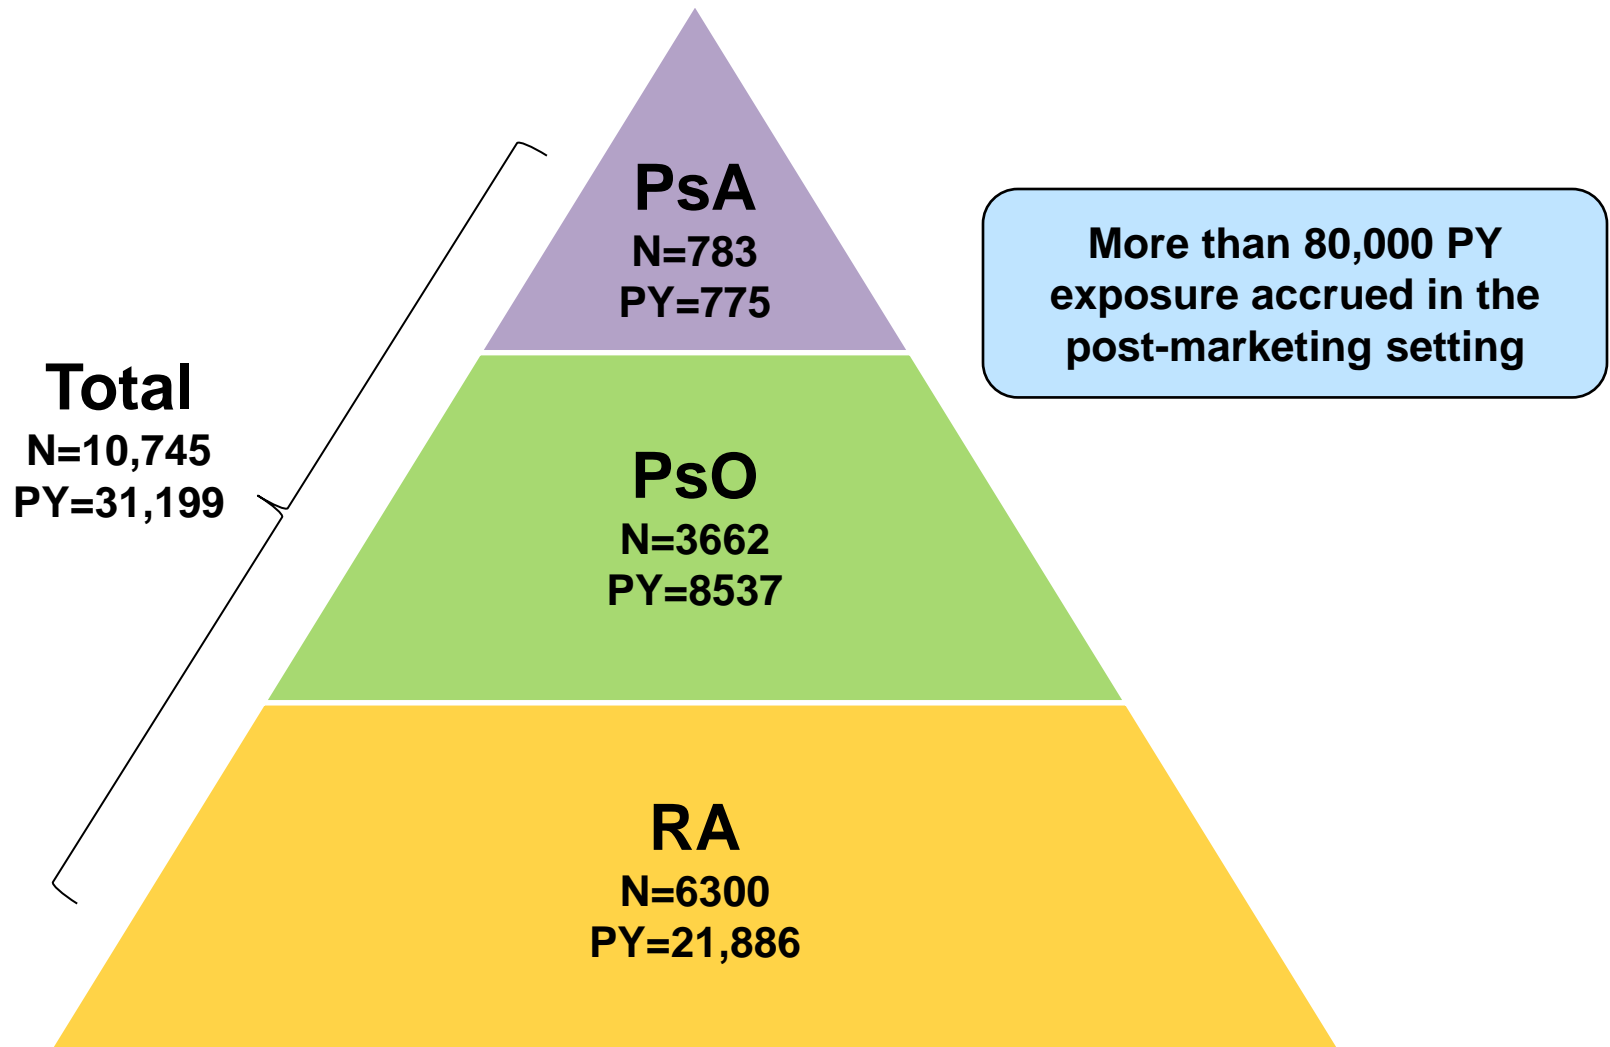 PsA
N=783
PY=775
More than 80,000 PY
exposure accrued in the
post-marketing setting
Total
N=10,745
PY=31,199
PsO
N=3662
PY=8537
RA
N=6300
PY=21,886